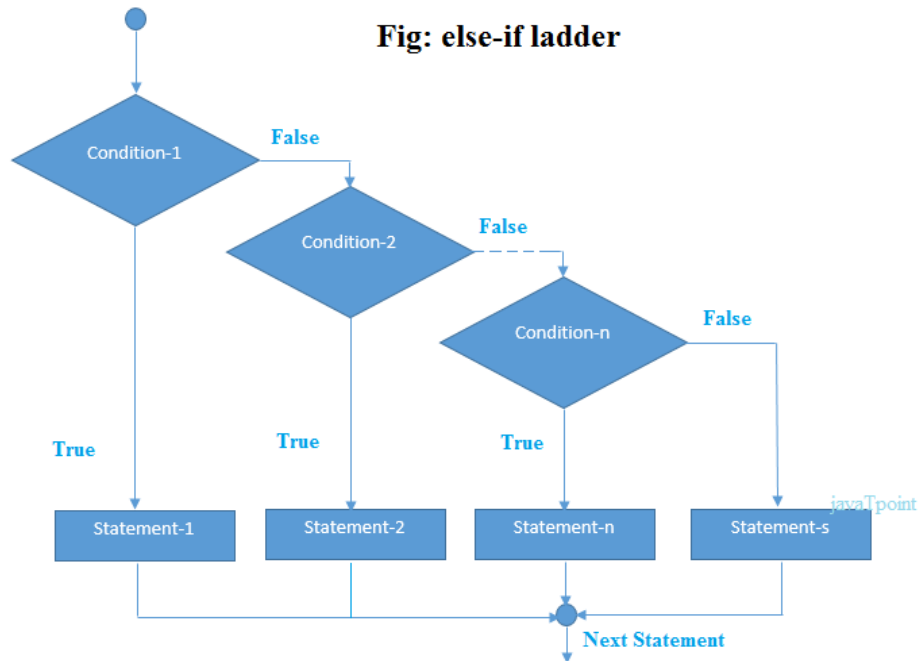 Fig: else-if ladder
Condition-1
False
Condition-2
False
Condition-n
False
True
True
True
javaTpoint
Statement-1
Statement-2
Statement-n
Statement-s
Next Statement